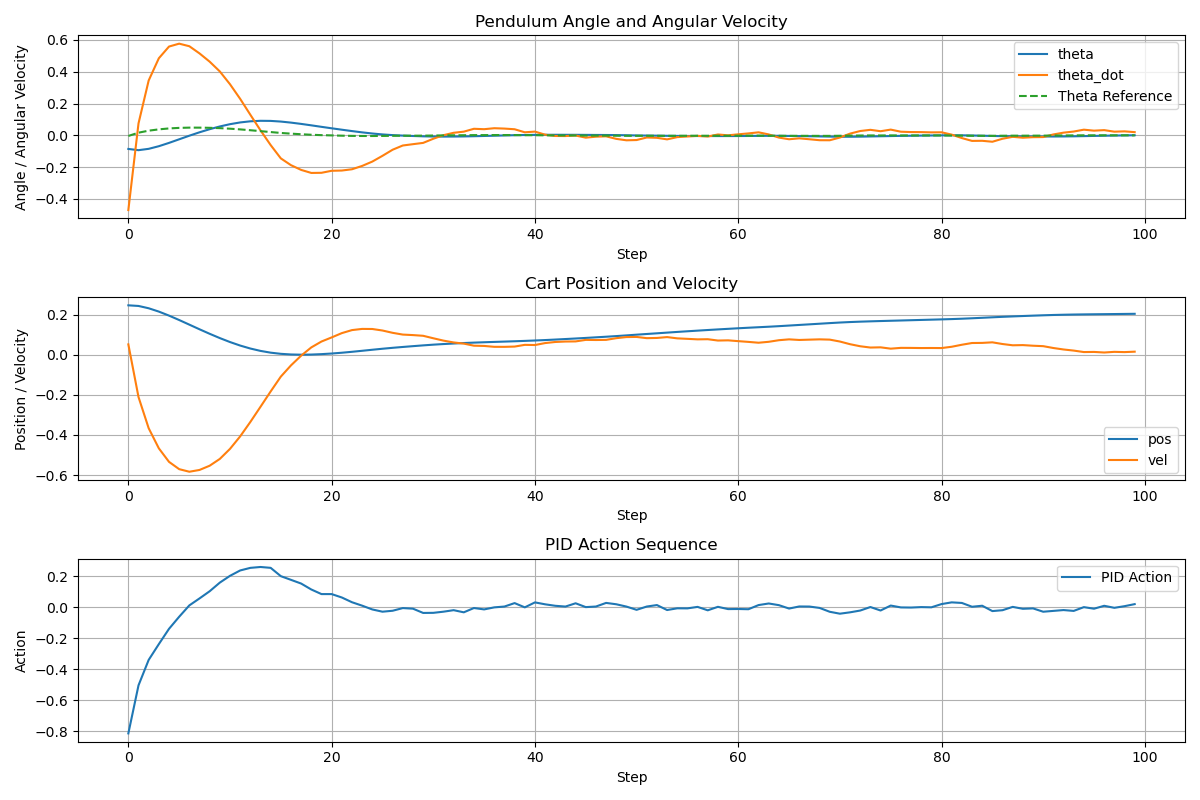 Pendulum Angle and Angular Velocity
Angle / Angular Velocity
0.6
0.4
0.2
0.0
−0.2
−0.4
theta
theta_dot
Theta Reference
0 20 40 60 80 100
Step
Cart Position and Velocity
Position / Velocity
0.2
0.0
−0.2
−0.4
−0.6
pos
vel
0 20 40 60 80 100
Step
PID Action Sequence
Action
0.2
0.0
−0.2
−0.4
−0.6
−0.8
PID Action
0 20 40 60 80 100
Step